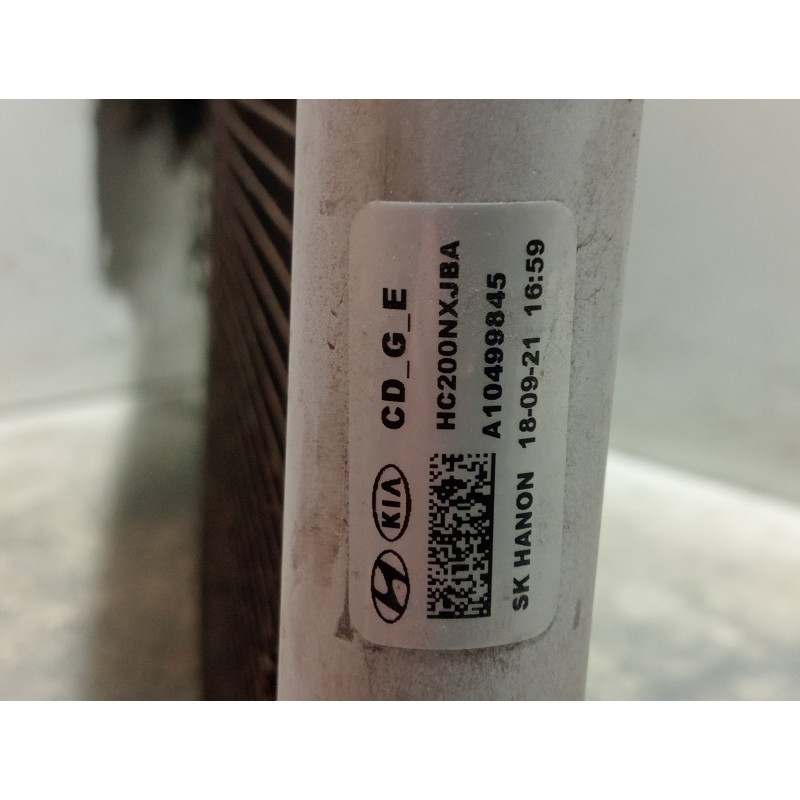 KIA CD_G_E
HC200NXJBA
A10499845
SK HANON 18-09-21 16:59